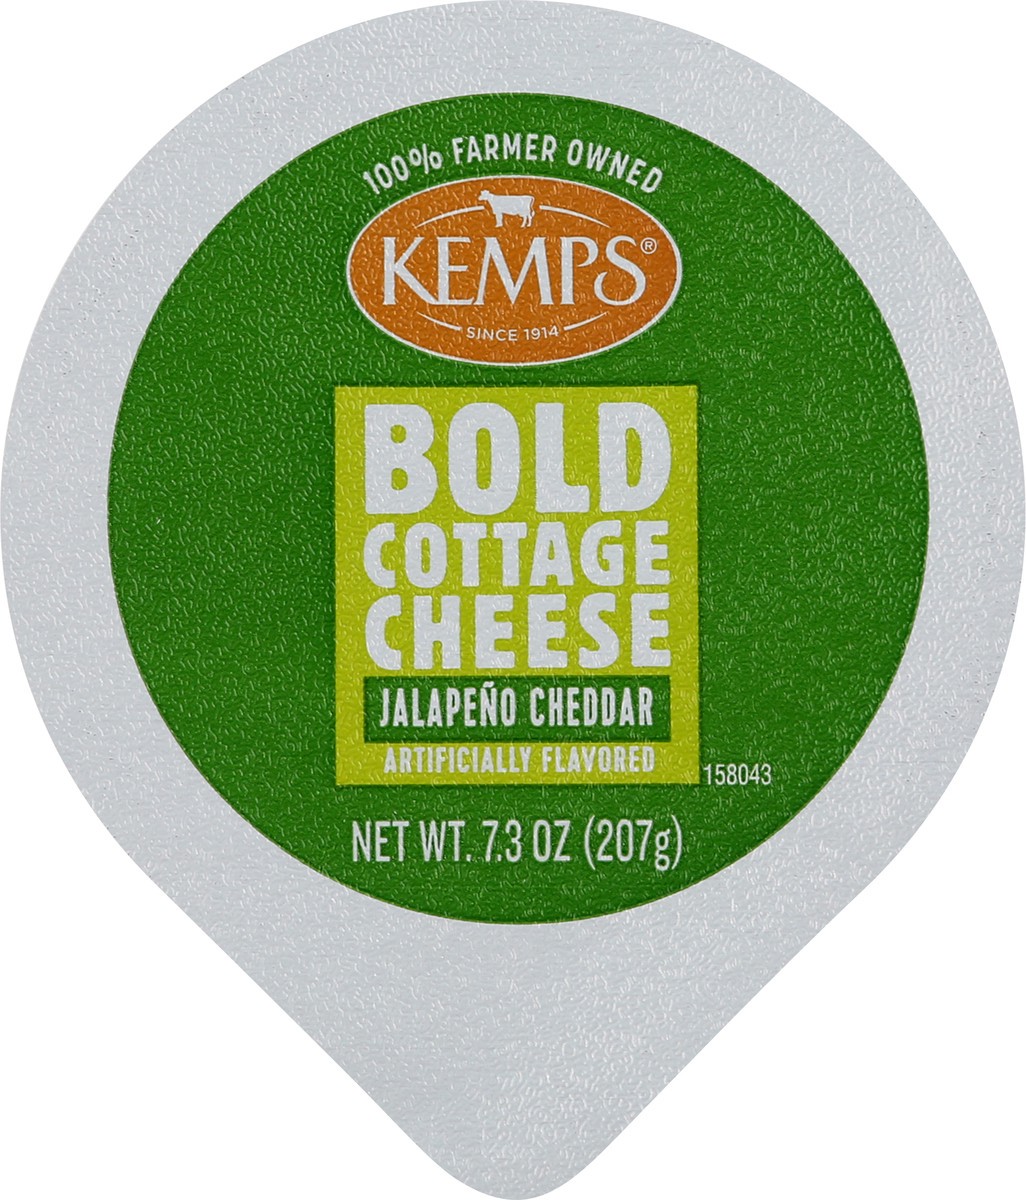 100% FARMER OWNED
KEMPS®
SINCE 1914
BOLD
COTTAGE
CHEESE
JALAPEÑO CHEDDAR
ARTIFICIALLY FLAVORED
158043
NET WT. 7.3 OZ (207g)